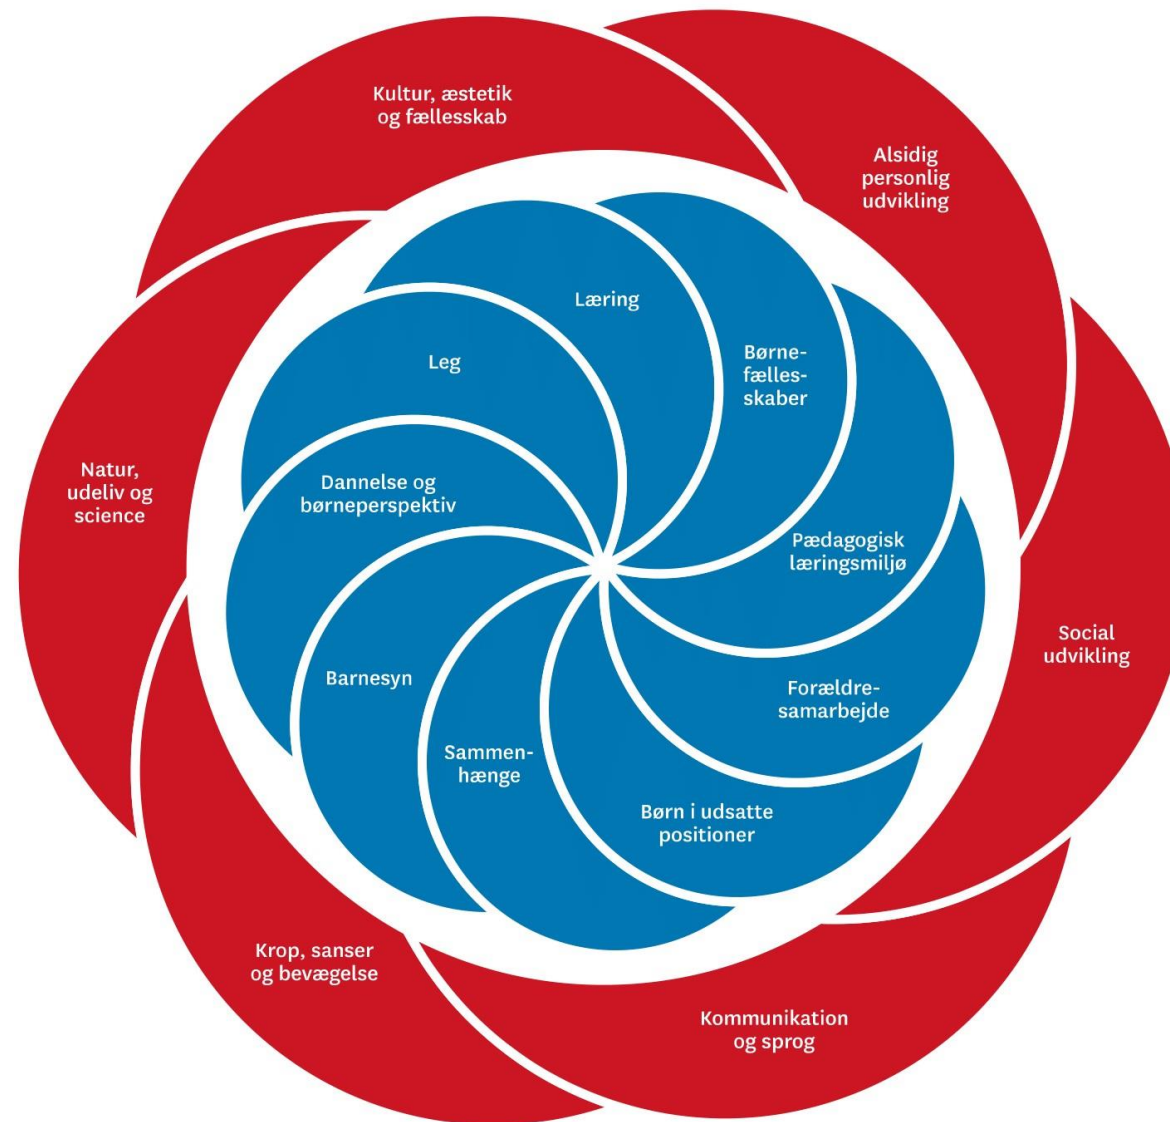 Kultur, æstetik
og fællesskab
Alsidig
personlig
udvikling
Læring
Børne-
fælles-
skaber
Leg
Natur,
udeliv og
science
Dannelse og
børneperspektiv
Pædagogisk
læringsmiljø
Social
udvikling
Barnesyn
Forældre-
samarbejde
Sammen-
hænge
Børn i udsatte
positioner
Krop, sanser
og bevægelse
Kommunikation
og sprog